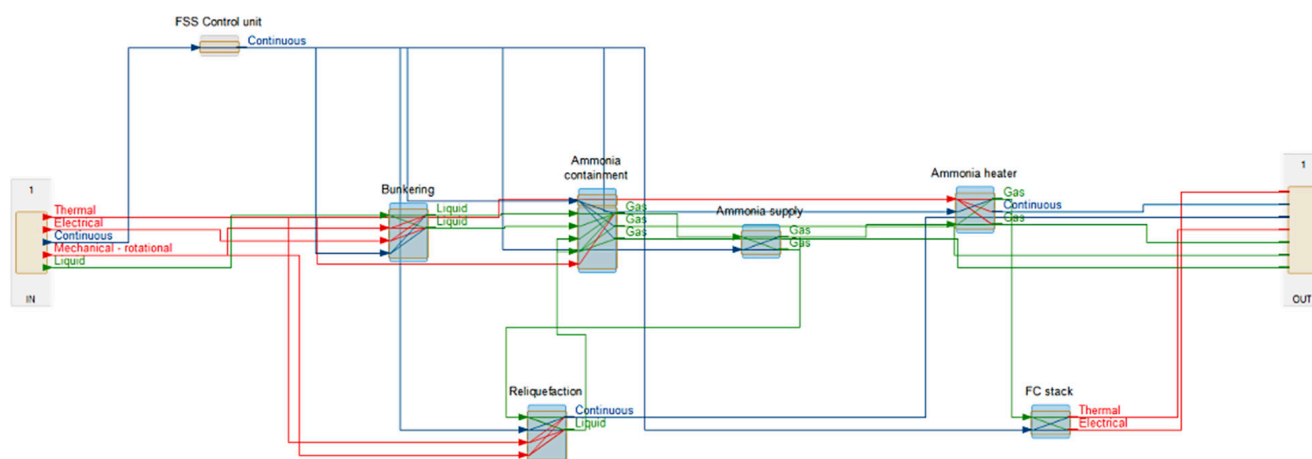 FSS Control unit
Continuous
1
Thermal
Electrical
Continuous
Mechanical - rotational
Liquid
IN
Bunkering
Liquid
Liquid
Ammonia
containment
Gas
Gas
Gas
Ammonia supply
Gas
Gas
Ammonia heater
Gas
Continuous
Gas
1
OUT
Reliquefaction
Continuous
Liquid
FC stack
Thermal
Electrical